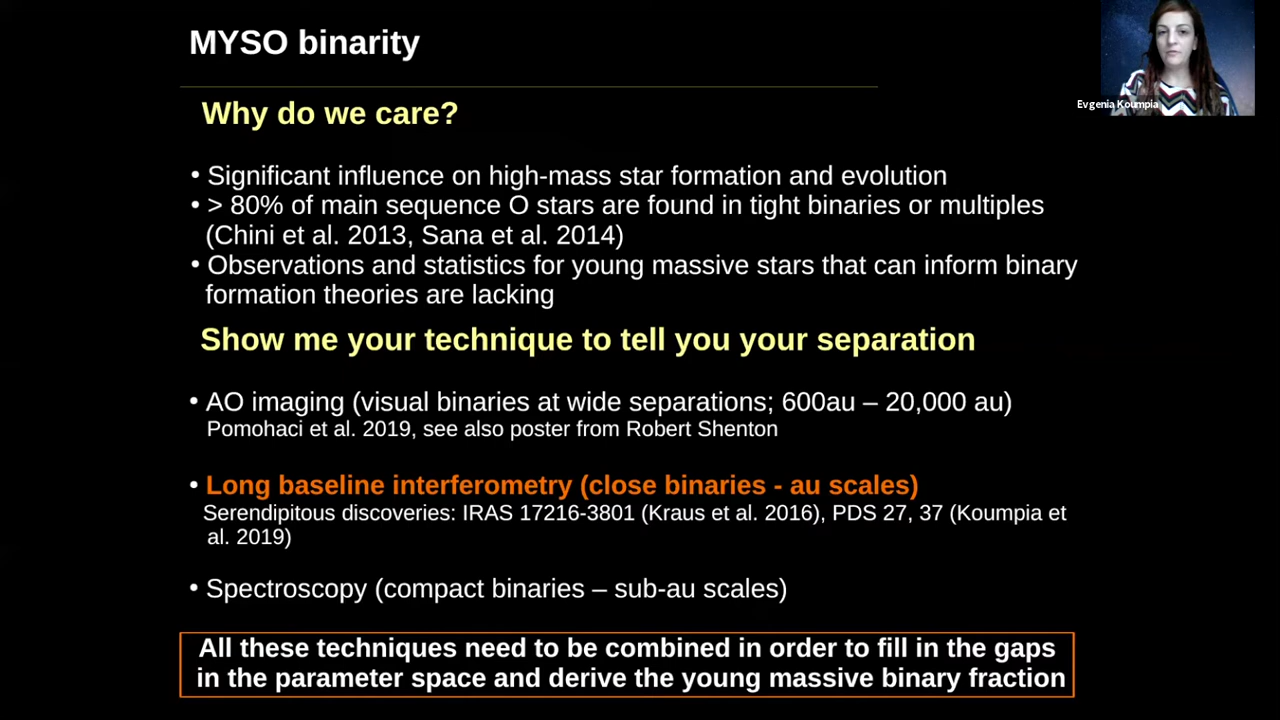 MYSO binarity
Evgenia Koumpia
Why do we care?
• Significant influence on high-mass star formation and evolution
• > 80% of main sequence O stars are found in tight binaries or multiples
(Chini et al. 2013, Sana et al. 2014)
• Observations and statistics for young massive stars that can inform binary
formation theories are lacking
Show me your technique to tell you your separation
• AO imaging (visual binaries at wide separations; 600au – 20,000 au)
Pomohaci et al. 2019, see also poster from Robert Shenton
• Long baseline interferometry (close binaries - au scales)
Serendipitous discoveries: IRAS 17216-3801 (Kraus et al. 2016), PDS 27, 37 (Koumpia et
al. 2019)
• Spectroscopy (compact binaries – sub-au scales)
All these techniques need to be combined in order to fill in the gaps
in the parameter space and derive the young massive binary fraction